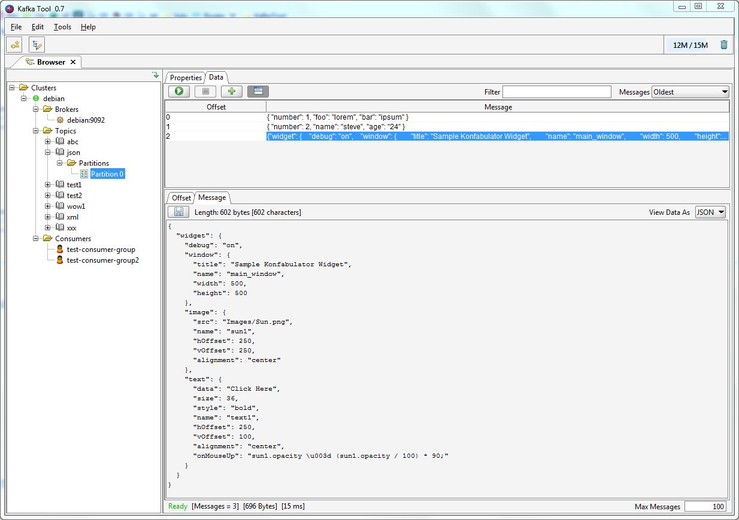 Kafka Tool 0.7
File Edit Tools Help
12M / 15M
Browser
Clusters
debian
Brokers
debian:9092
Topics
abc
json
Partitions
Partition 0
test1
test2
wow1
xml
xxx
Consumers
test-consumer-group
test-consumer-group2
Properties Data
Filter Messages Oldest
Offset Message
0 { "number": 1, "foo": "lorem", "bar": "ipsum" }
1 { "number": 2, "name": "steve", "age": "24" }
2 {"widget": { "debug": "on", "window": { "title": "Sample Konfabulator Widget", "name": "main_window", "width": 500, "height"...
Offset Message
Length: 602 bytes [602 characters] View Data As JSON
{
"widget": {
"debug": "on",
"window": {
"title": "Sample Konfabulator Widget",
"name": "main_window",
"width": 500,
"height": 500
},
"image": {
"src": "Images/Sun.png",
"name": "sun1",
"hOffset": 250,
"vOffset": 250,
"alignment": "center"
},
"text": {
"data": "Click Here",
"size": 36,
"style": "bold",
"name": "text1",
"hOffset": 250,
"vOffset": 100,
"alignment": "center",
"onMouseUp": "sun1.opacity \u003d (sun1.opacity / 100) * 90;"
}
}
}
Ready [Messages = 3] [696 Bytes] [15 ms] Max Messages 100